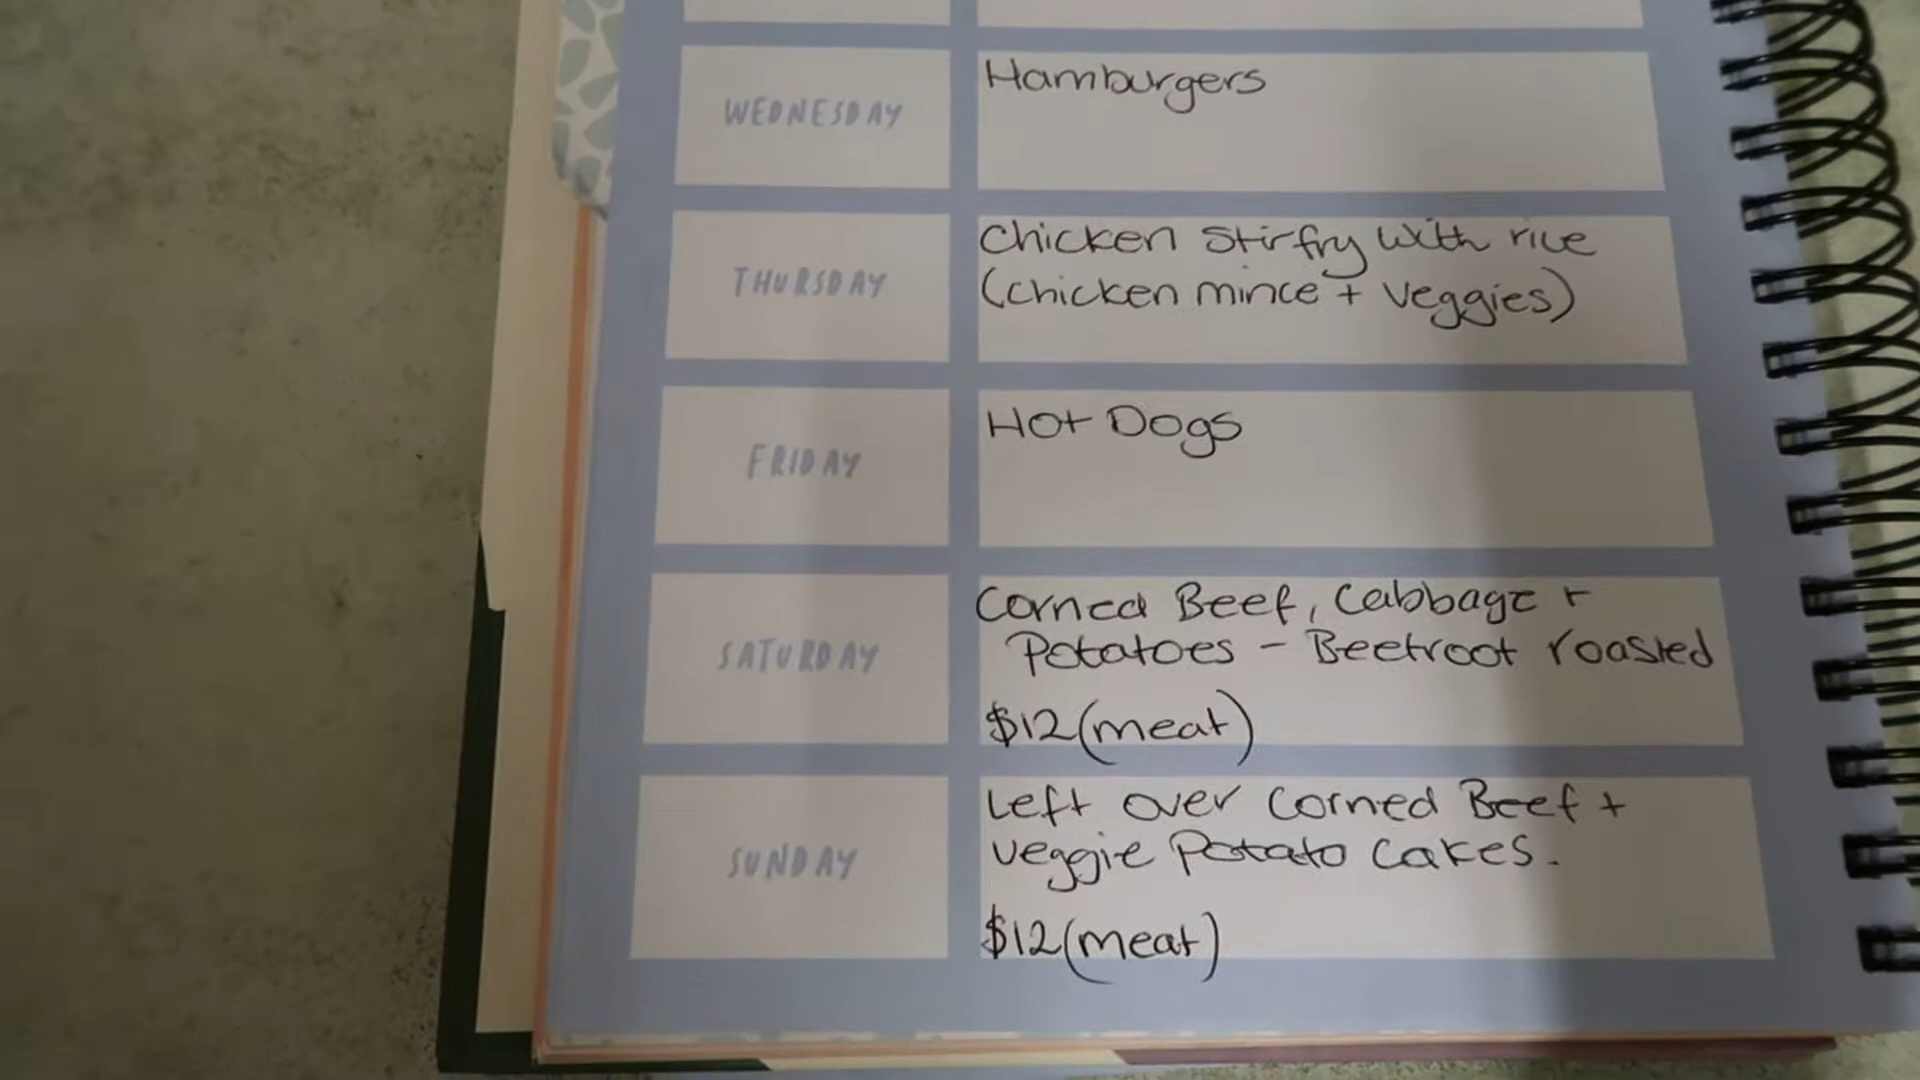 WEDNESDAY
Hamburgers
THURSDAY
Chicken Stirfry with rice
(Chicken mince + Veggies)
FRIDAY
Hot Dogs
SATURDAY
Corned Beef, Cabbage +
Potatoes - Beetroot roasted
$12(meat)
SUNDAY
Left over Corned Beef +
veggie Potato Cakes.
$12(meat)